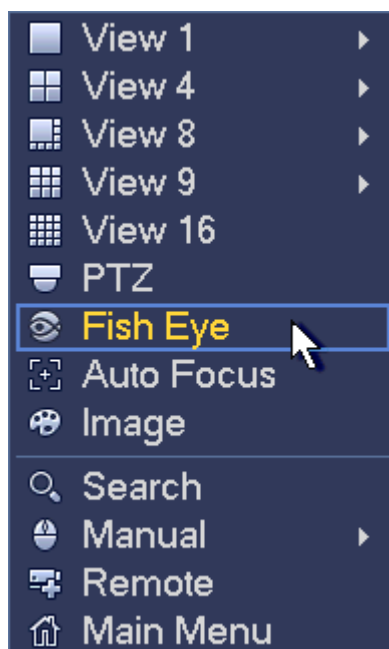 View 1
View 4
View 8
View 9
View 16
PTZ
Fish Eye
Auto Focus
Image
Search
Manual
Remote
Main Menu